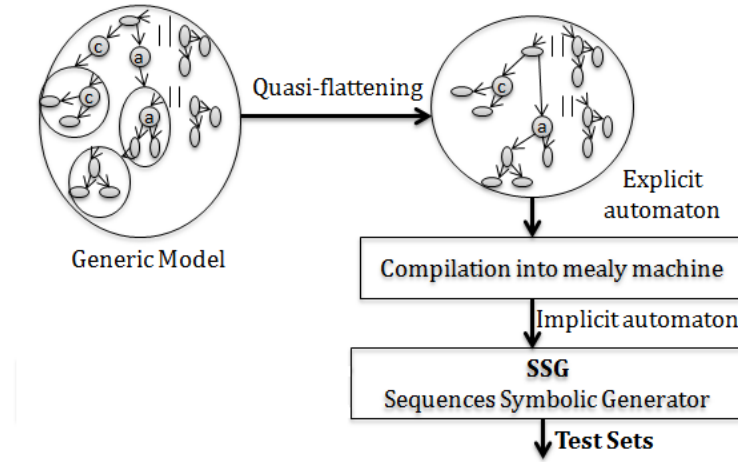 c
a
||
c
||
a
Generic Model
Quasi-flattening
||
c
||
a
Explicit
automaton
Compilation into mealy machine
Implicit automaton
SSG
Sequences Symbolic Generator
Test Sets